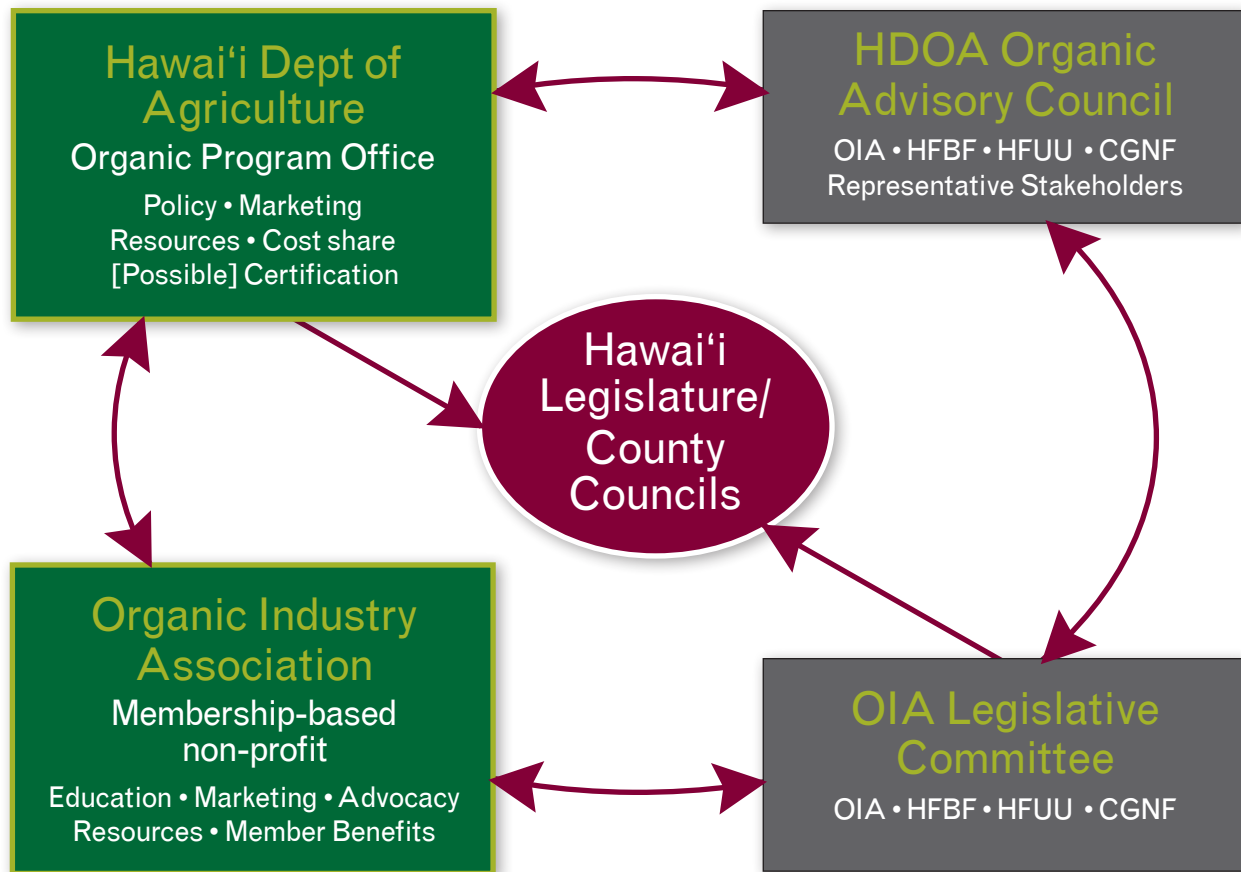 Hawai‘i Dept of
Agriculture
Organic Program Office
Policy • Marketing
Resources • Cost share
[Possible] Certification
HDOA Organic
Advisory Council
OIA • HFBF • HFUU • CGNF
Representative Stakeholders
Hawai‘i
Legislature/
County
Councils
Organic Industry
Association
Membership-based
non-profit
Education • Marketing • Advocacy
Resources • Member Benefits
OIA Legislative
Committee
OIA • HFBF • HFUU • CGNF